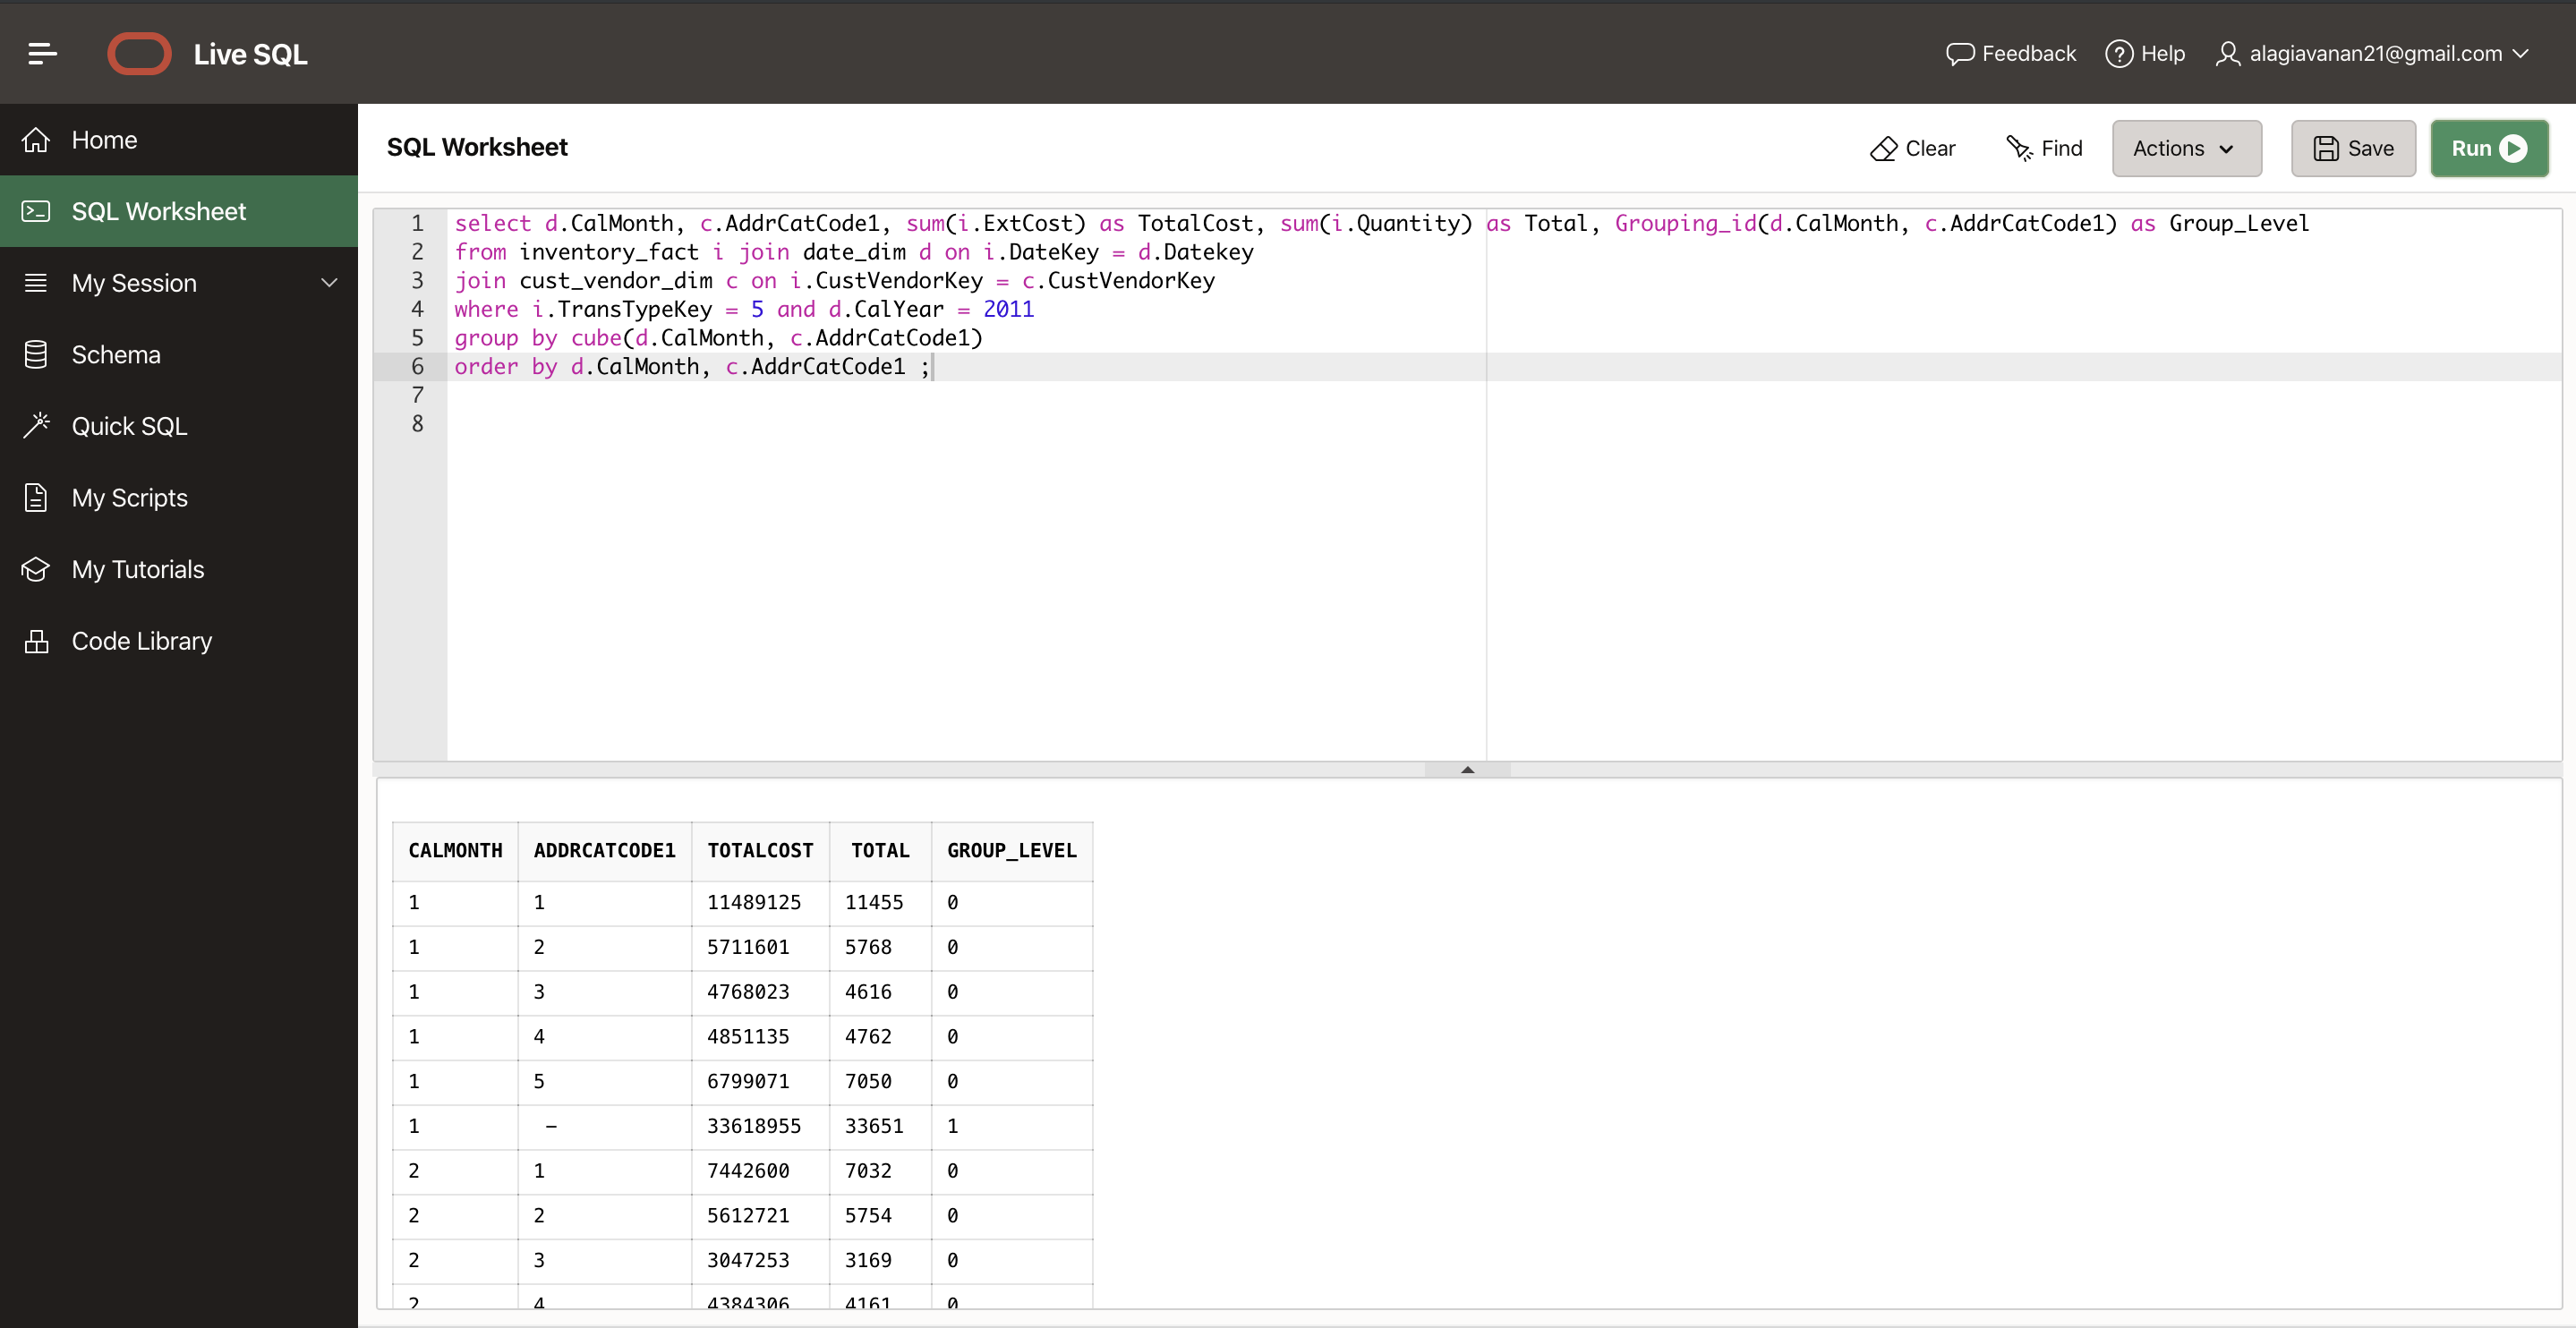 Live SQL
Feedback
Help
alagiavanan21@gmail.com
Home
SQL Worksheet
My Session
Schema
Quick SQL
My Scripts
My Tutorials
Code Library
SQL Worksheet
Clear
Find
Actions
Save
Run
1 select d.CalMonth, c.AddrCatCode1, sum(i.ExtCost) as TotalCost, sum(i.Quantity) as Total, Grouping_id(d.CalMonth, c.AddrCatCode1) as Group_Level
2 from inventory_fact i join date_dim d on i.DateKey = d.Datekey
3 join cust_vendor_dim c on i.CustVendorKey = c.CustVendorKey
4 where i.TransTypeKey = 5 and d.CalYear = 2011
5 group by cube(d.CalMonth, c.AddrCatCode1)
6 order by d.CalMonth, c.AddrCatCode1 ;
7
8
CALMONTH ADDRCATCODE1 TOTALCOST TOTAL GROUP_LEVEL
1 1 11489125 11455 0
1 2 5711601 5768 0
1 3 4768023 4616 0
1 4 4851135 4762 0
1 5 6799071 7050 0
1 - 33618955 33651 1
2 1 7442600 7032 0
2 2 5612721 5754 0
2 3 3047253 3169 0
2 4 4384306 4161 0